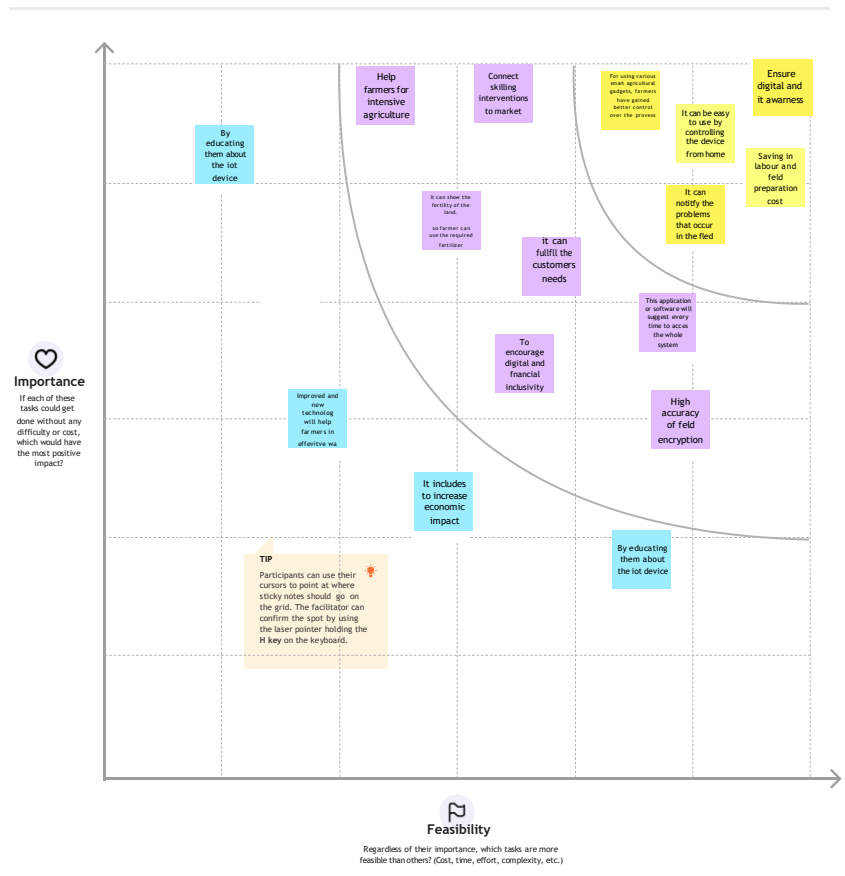 Help
farmers for
intensive
agriculture
Connect
skilling
interventions
to market
For using various
smart agricultural
gadgets, farmers
have gained
better control
over the provess
Ensure
digital and
it awarness
It can be easy
to use by
controlling
the device
from home
By
educating
them about
the iot
device
Saving in
labour and
feld
preparation
cost
It can
notify the
problems
that occur
in the fled
It can show the
fertility of the
land.
so farmer can
use the required
fertilizer
it can
fullfll the
customers
needs
This application
or software will
suggest every
time to acces
the whole
system
To
encourage
digital and
fnancial
inclusivity
Importance
If each of these
tasks could get
done without any
difficulty or cost,
which would have
the most positive
impact?
Improved and
new
technolog
will help
farmers in
effevitve wa
High
accuracy
of feld
encryption
It includes
to increase
economic
impact
By educating
them about
the iot device
TIP
Participants can use their
cursors to point at where
sticky notes should go on
the grid. The facilitator can
confirm the spot by using
the laser pointer holding the
H key on the keyboard.
Feasibility
Regardless of their importance, which tasks are more
feasible than others? (Cost, time, effort, complexity, etc.)